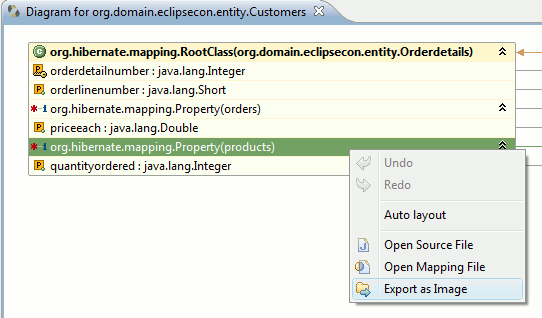 Diagram for org.domain.eclipsecon.entity.Customers
org.hibernate.mapping.RootClass(org.domain.eclipsecon.entity.Orderdetails)
orderdetailnumber : java.lang.Integer
orderlinenumber : java.lang.Short
org.hibernate.mapping.Property(orders)
priceeach : java.lang.Double
org.hibernate.mapping.Property(products)
quantityordered : java.lang.Integer
Undo
Redo
Auto layout
Open Source File
Open Mapping File
Export as Image